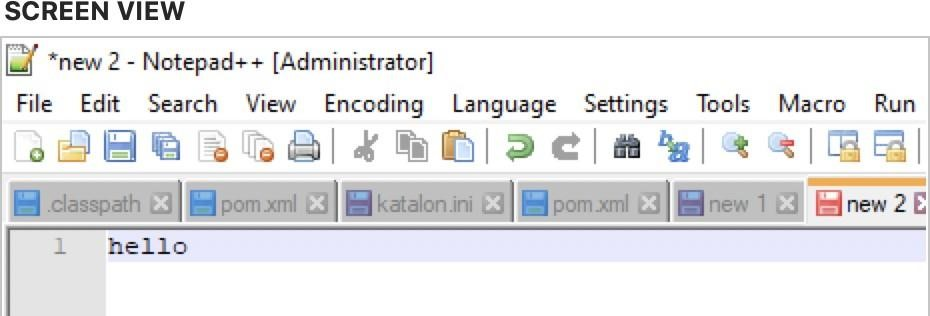 SCREEN VIEW
*new 2 - Notepad++ [Administrator]
File Edit Search View Encoding Language Settings Tools Macro Run
.classpath pom.xml katalon.ini pom.xml new 1 new 2
1 hello